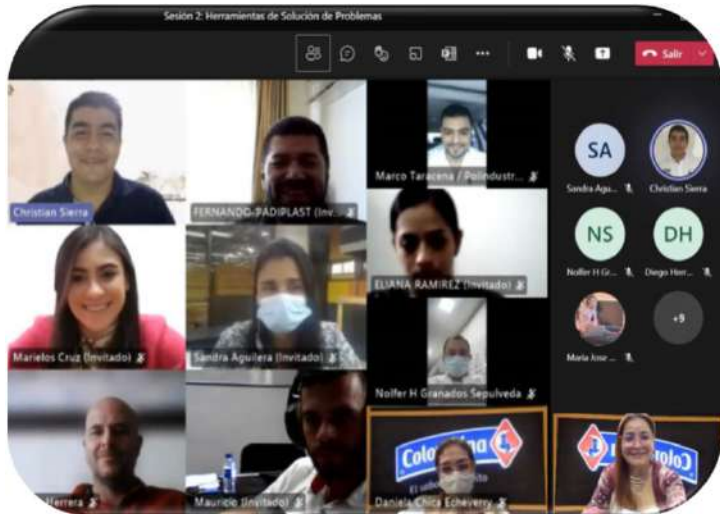 Sesión 2: Herramientas de Solución de Problemas
Salir
Christian Sierra
FERNANDO-PADIPLAST (Inv...
Marco Taracena / Polindustr...
SA
Sandra Agu...
Christian Sierra
Marielos Cruz (Invitado)
Sandra Aguilera (Invitado)
ELIANA RAMIREZ (Invitado)
NS
Nolfer H Gr...
DH
Diego Herr...
Nolfer H Granados Sepulveda
Maria Jose ...
+9
Herrera
Mauricio (Invitado)
Daniela Chica Echeverry
El